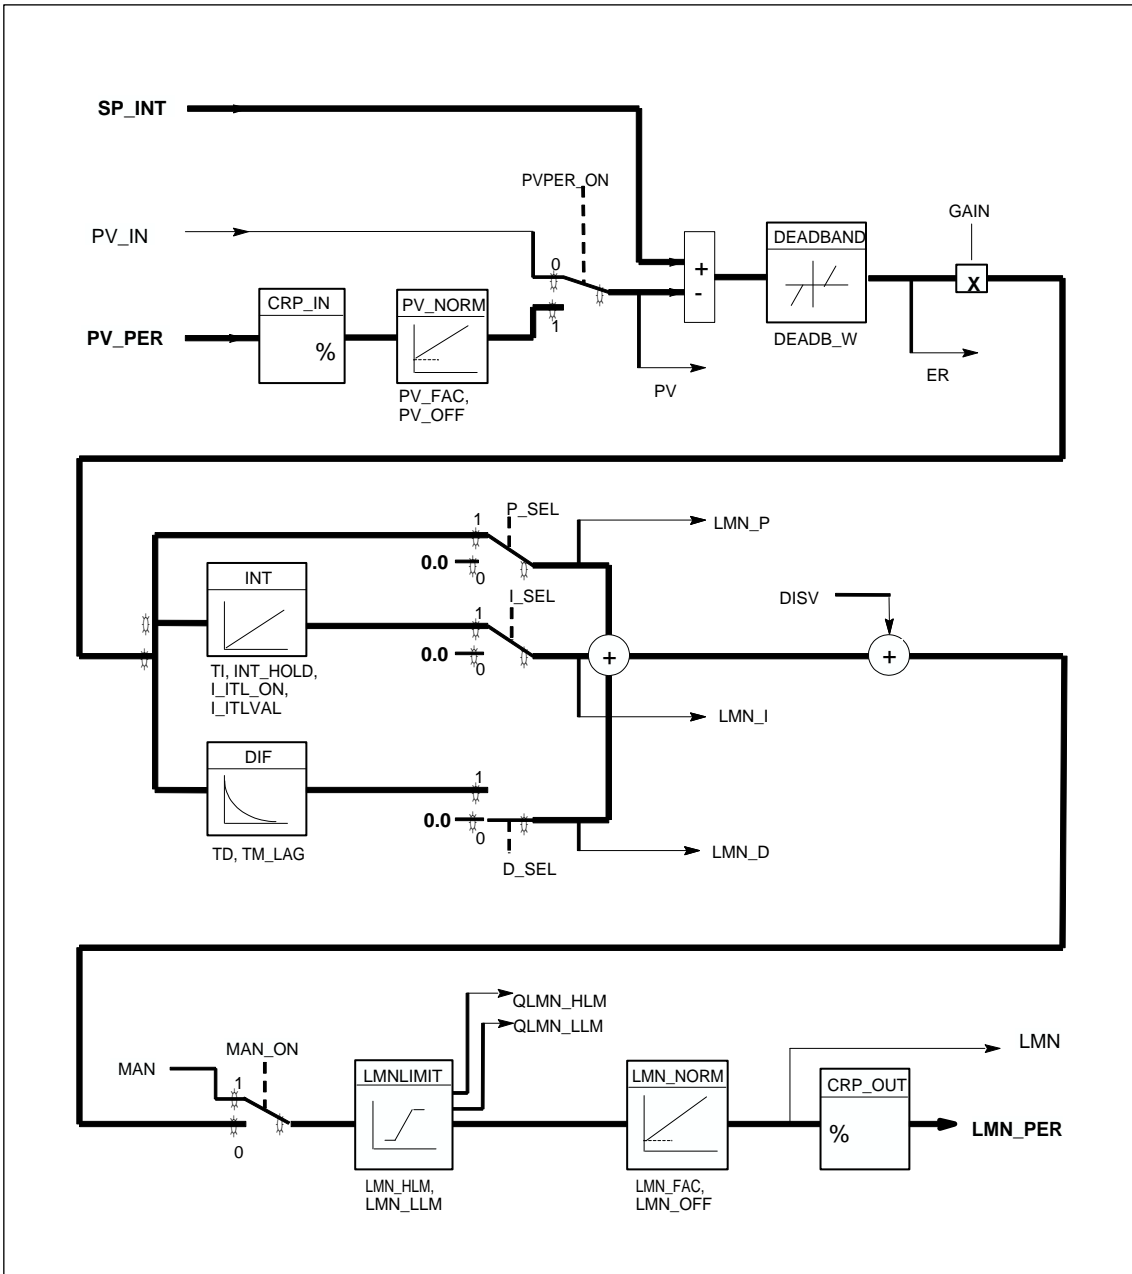 SP_INT
PVPER_ON
GAIN
PV_IN
DEADBAND
0
+
-
X
CRP_IN
PV_NORM
PV_PER
%
1
DEADB_W
PV_FAC,
PV_OFF
PV
ER
P_SEL
1
LMN_P
0.0
0
INT
I_SEL
DISV
1
0.0
0
+
+
TI, INT_HOLD,
I_ITL_ON,
I_ITLVAL
LMN_I
DIF
1
0.0
0
TD, TM_LAG
D_SEL
LMN_D
QLMN_HLM
QLMN_LLM
MAN_ON
LMN
MAN
1
LMNLIMIT
LMN_NORM
CRP_OUT
%
LMN_PER
0
LMN_HLM,
LMN_LLM
LMN_FAC,
LMN_OFF